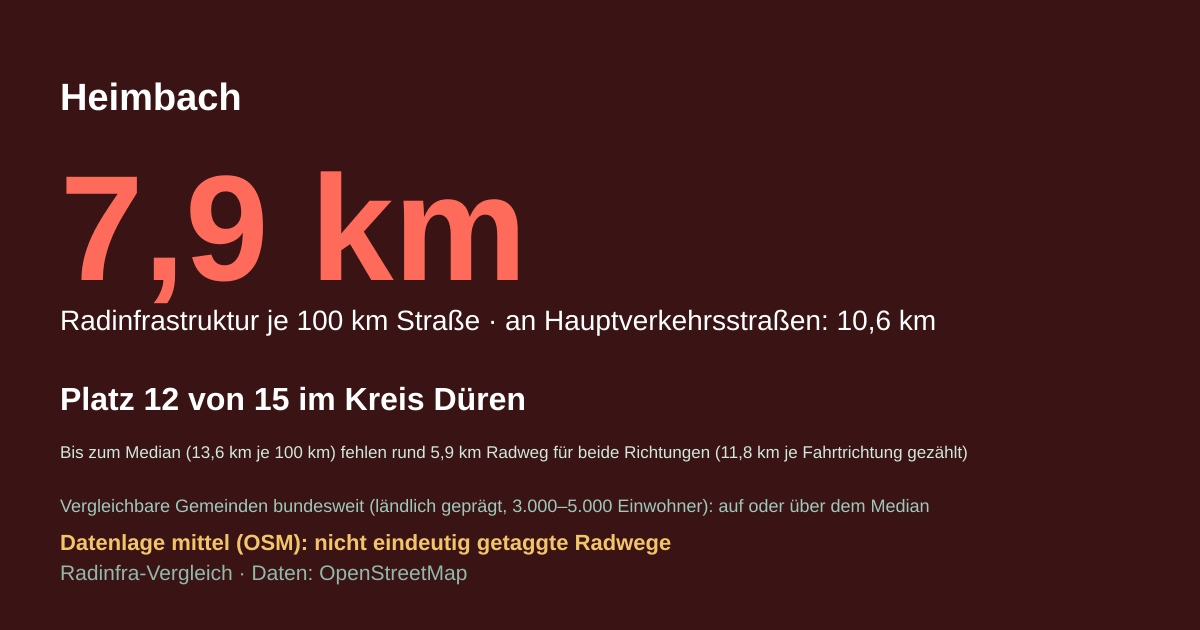 Heimbach
7,9 km
Radinfrastruktur je 100 km Straße · an Hauptverkehrsstraßen: 10,6 km
Platz 12 von 15 im Kreis Düren
Bis zum Median (13,6 km je 100 km) fehlen rund 5,9 km Radweg für beide Richtungen (11,8 km je Fahrtrichtung gezählt)
Vergleichbare Gemeinden bundesweit (ländlich geprägt, 3.000–5.000 Einwohner): auf oder über dem Median
Datenlage mittel (OSM): nicht eindeutig getaggte Radwege
Radinfra-Vergleich · Daten: OpenStreetMap